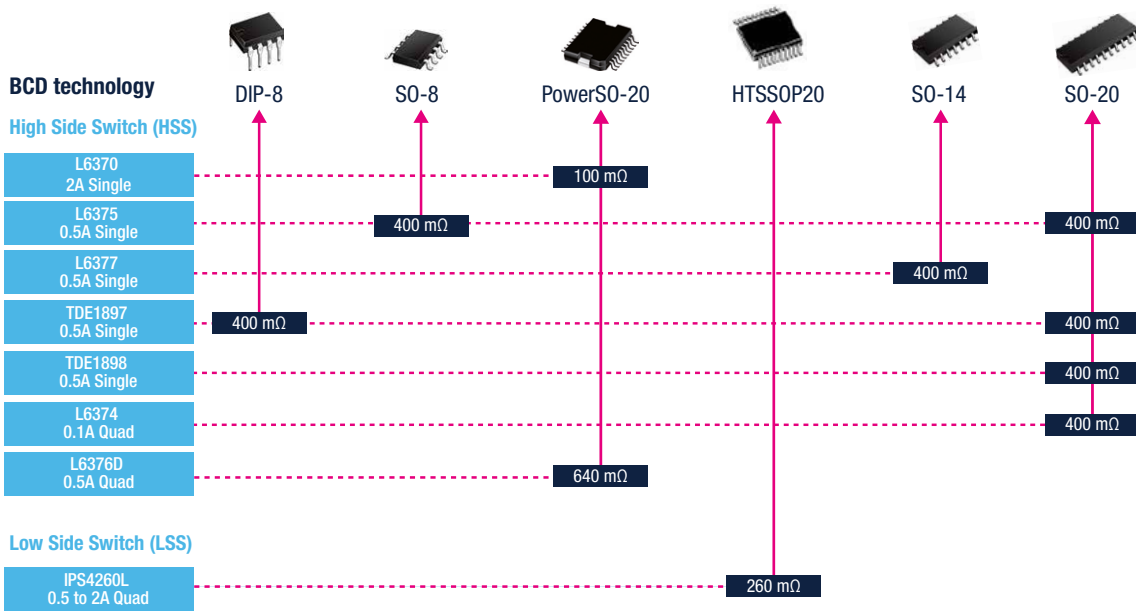 BCD technology
DIP-8
SO-8
PowerSO-20
HTSSOP20
SO-14
SO-20
High Side Switch (HSS)
L6370
2A Single
100 mΩ
L6375
0.5A Single
400 mΩ
400 mΩ
L6377
0.5A Single
400 mΩ
TDE1897
0.5A Single
400 mΩ
400 mΩ
TDE1898
0.5A Single
400 mΩ
L6374
0.1A Quad
400 mΩ
L6376D
0.5A Quad
640 mΩ
Low Side Switch (LSS)
IPS4260L
0.5 to 2A Quad
260 mΩ